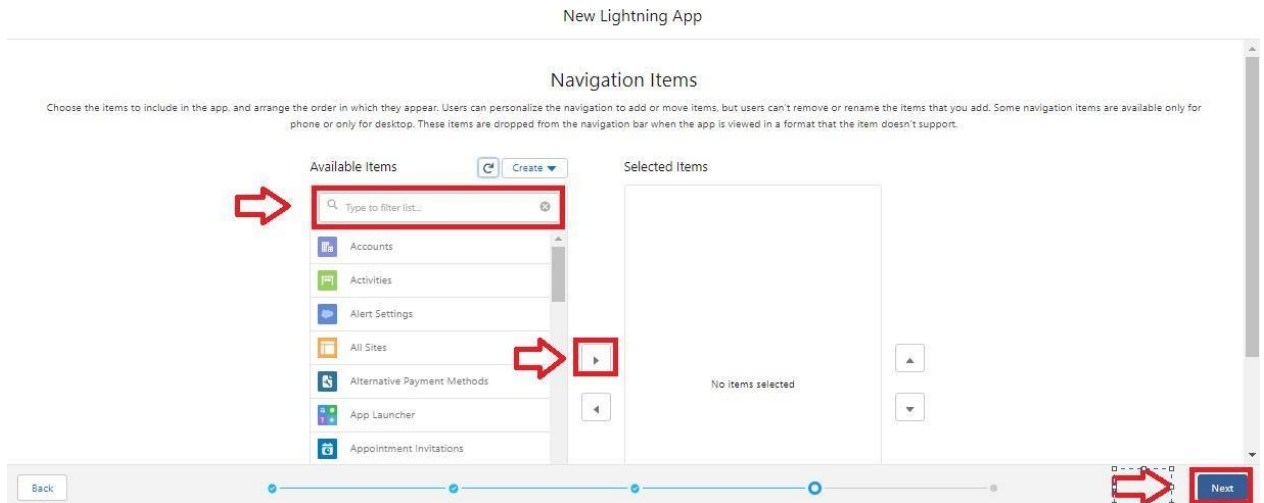 New Lightning App
Navigation Items
Choose the items to include in the app, and arrange the order in which they appear. Users can personalize the navigation to add or move items, but users can't remove or rename the items that you add. Some navigation items are available only for
phone or only for desktop. These items are dropped from the navigation bar when the app is viewed in a format that the item doesn't support.
Available Items
Create
Selected Items
Type to filter list...
Accounts
Activities
Alert Settings
All Sites
Alternative Payment Methods
No items selected
App Launcher
Appointment Invitations
Back
Next